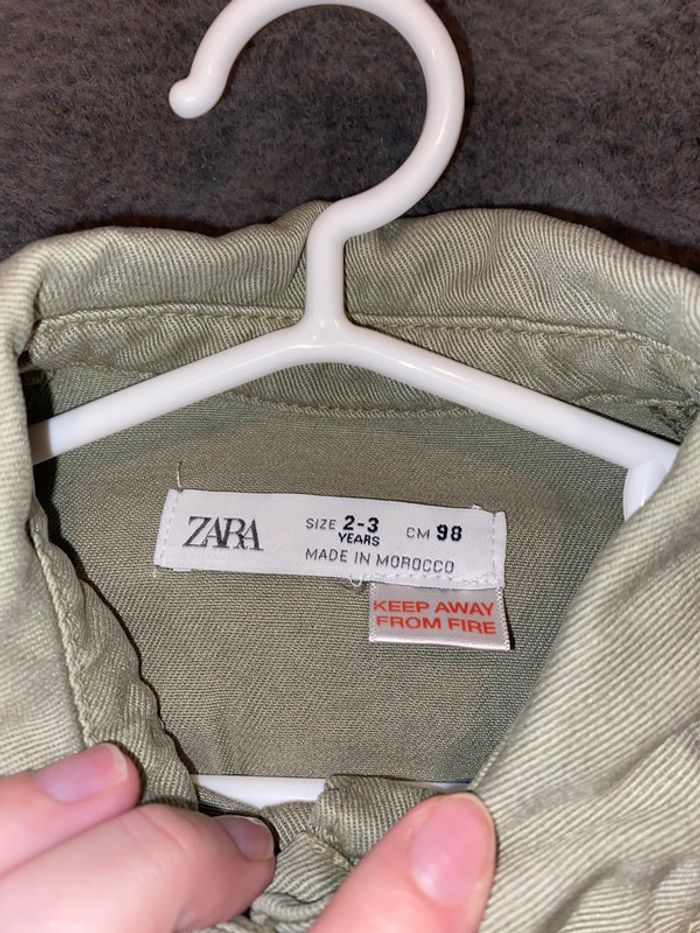 ZARA
SIZE 2-3 YEARS CM 98
MADE IN MOROCCO
KEEP AWAY
FROM FIRE